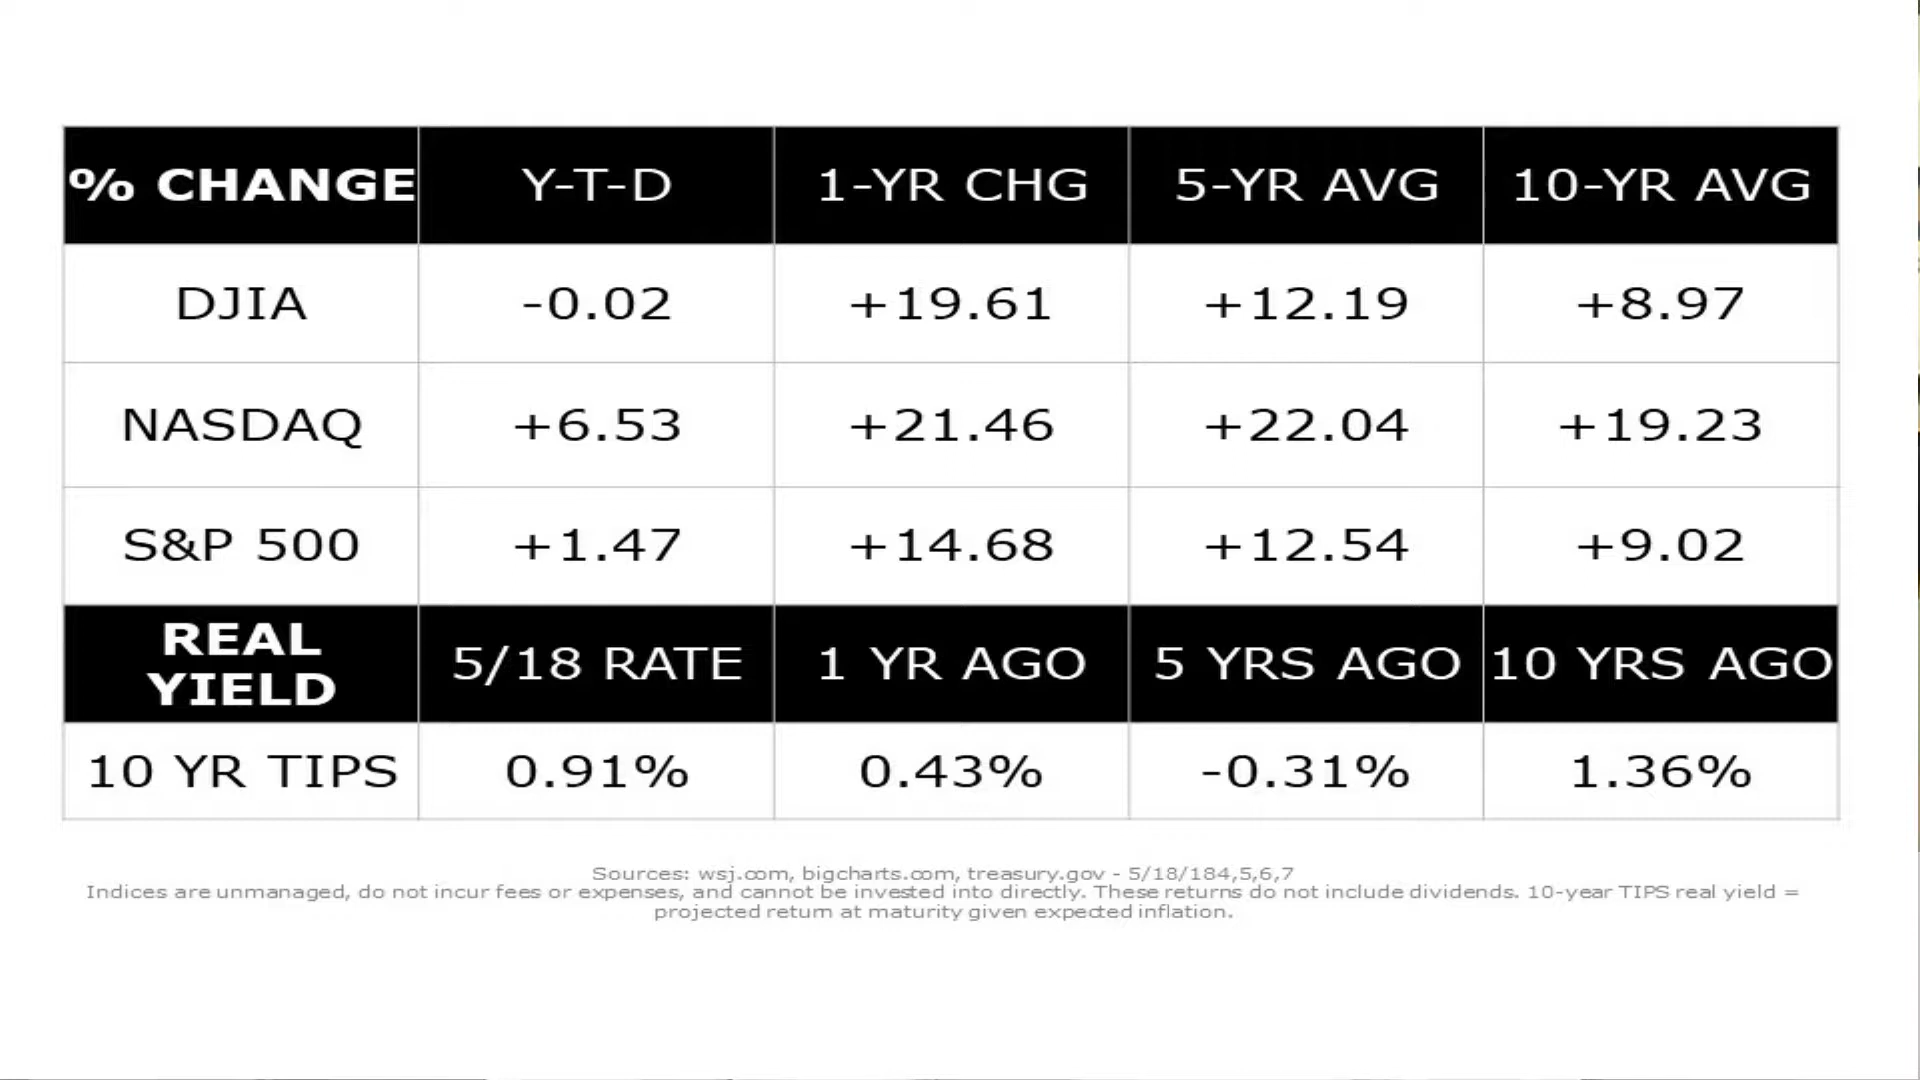 % CHANGE Y-T-D 1-YR CHG 5-YR AVG 10-YR AVG
DJIA -0.02 +19.61 +12.19 +8.97
NASDAQ +6.53 +21.46 +22.04 +19.23
S&P 500 +1.47 +14.68 +12.54 +9.02
REAL
YIELD 5/18 RATE 1 YR AGO 5 YRS AGO 10 YRS AGO
10 YR TIPS 0.91% 0.43% -0.31% 1.36%
Sources: wsj.com, bigcharts.com, treasury.gov - 5/18/184,5,6,7
Indices are unmanaged, do not incur fees or expenses, and cannot be invested into directly. These returns do not include dividends. 10-year TIPS real yield =
projected return at maturity given expected inflation.